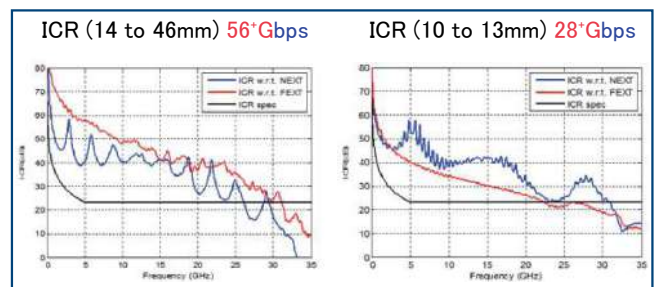 ICR (14 to 46mm) 56⁺Gbps
ICR (10 to 13mm) 28⁺Gbps
80
70
60
50
40
30
20
10
0
ICR w.r.t. NEXT
ICR w.r.t. FEXT
ICR spec
0 5 10 15 20 25 30 35
Frequency (GHz)
80
70
60
50
40
30
20
10
0
ICR w.r.t. NEXT
ICR w.r.t. FEXT
ICR spec
0 5 10 15 20 25 30 35
Frequency (GHz)